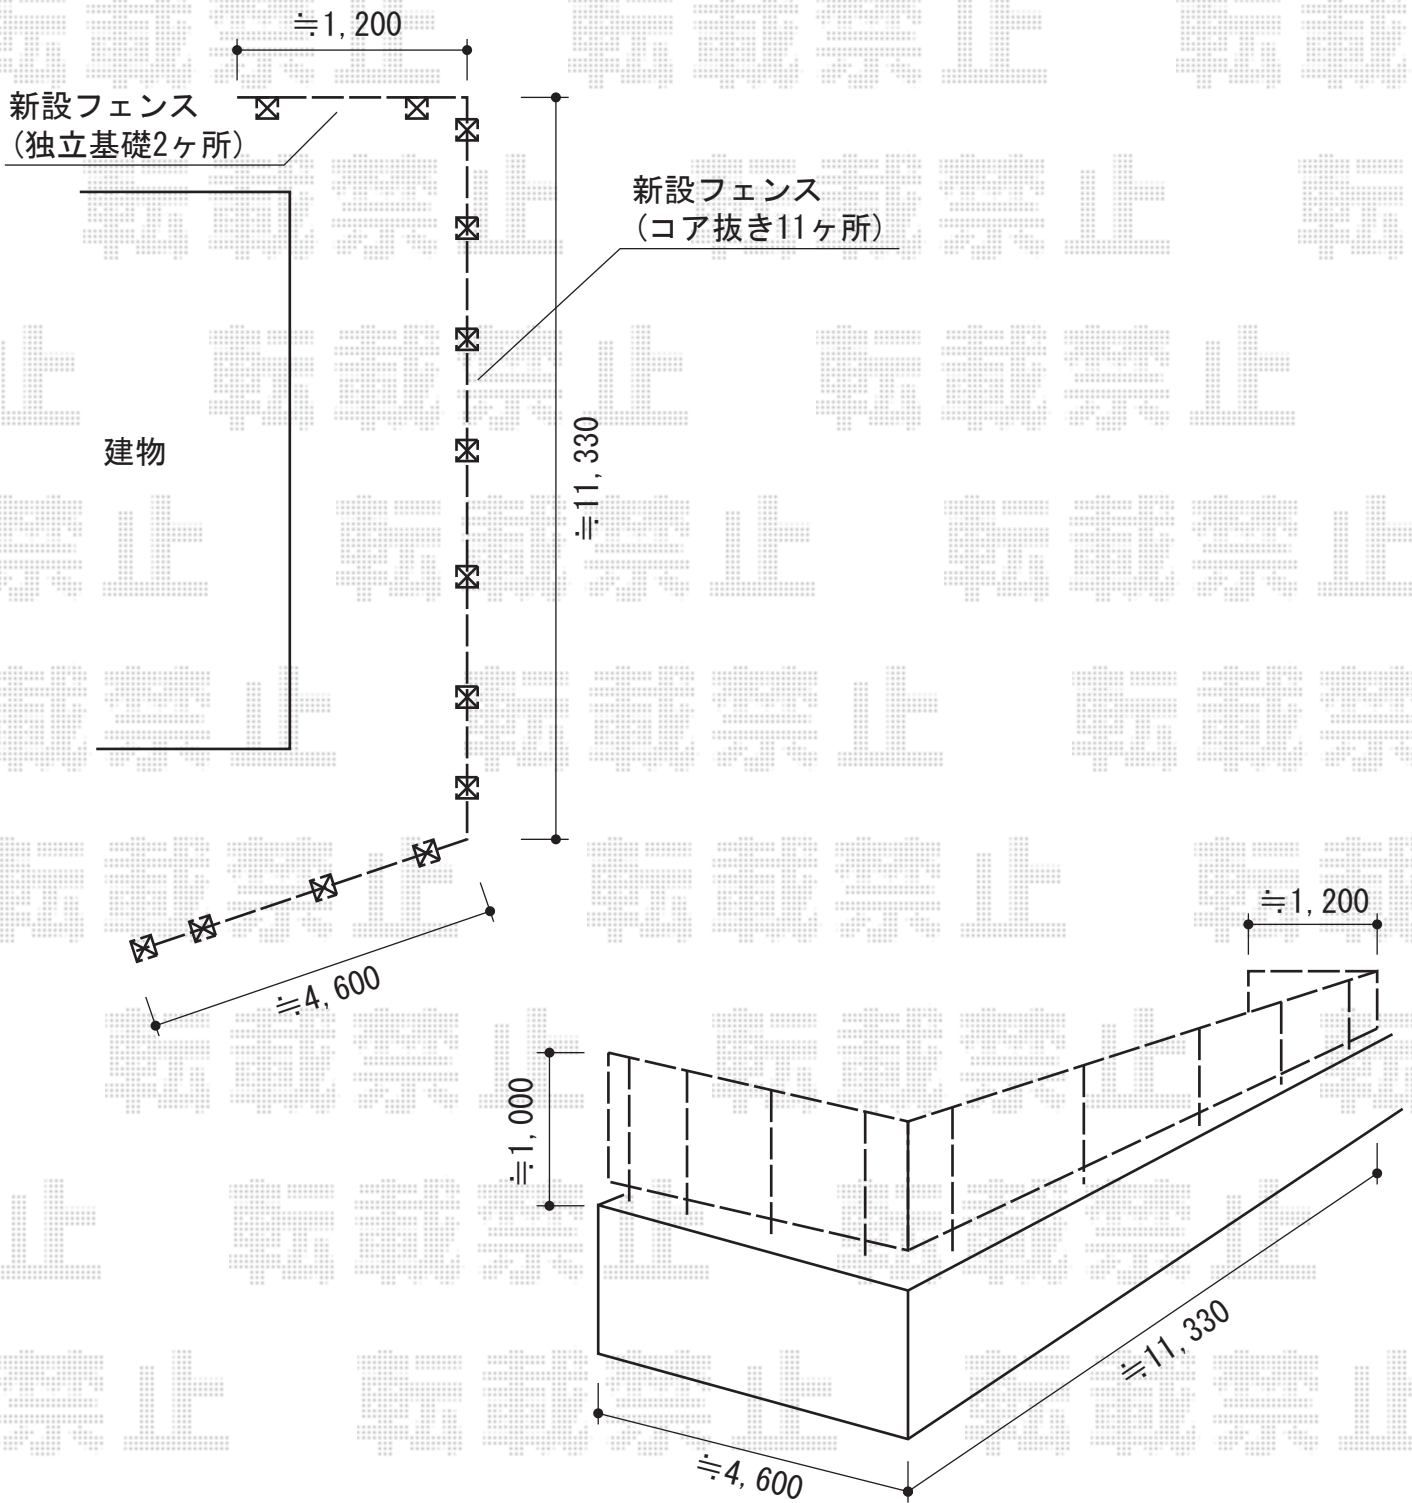 ≒1,200
新設フェンス
(独立基礎2ヶ所)
新設フェンス
(コア抜き11ヶ所)
建物
≒11,330
≒4,600
≒1,200
≒1,000
≒11,330
≒4,600
転載禁止